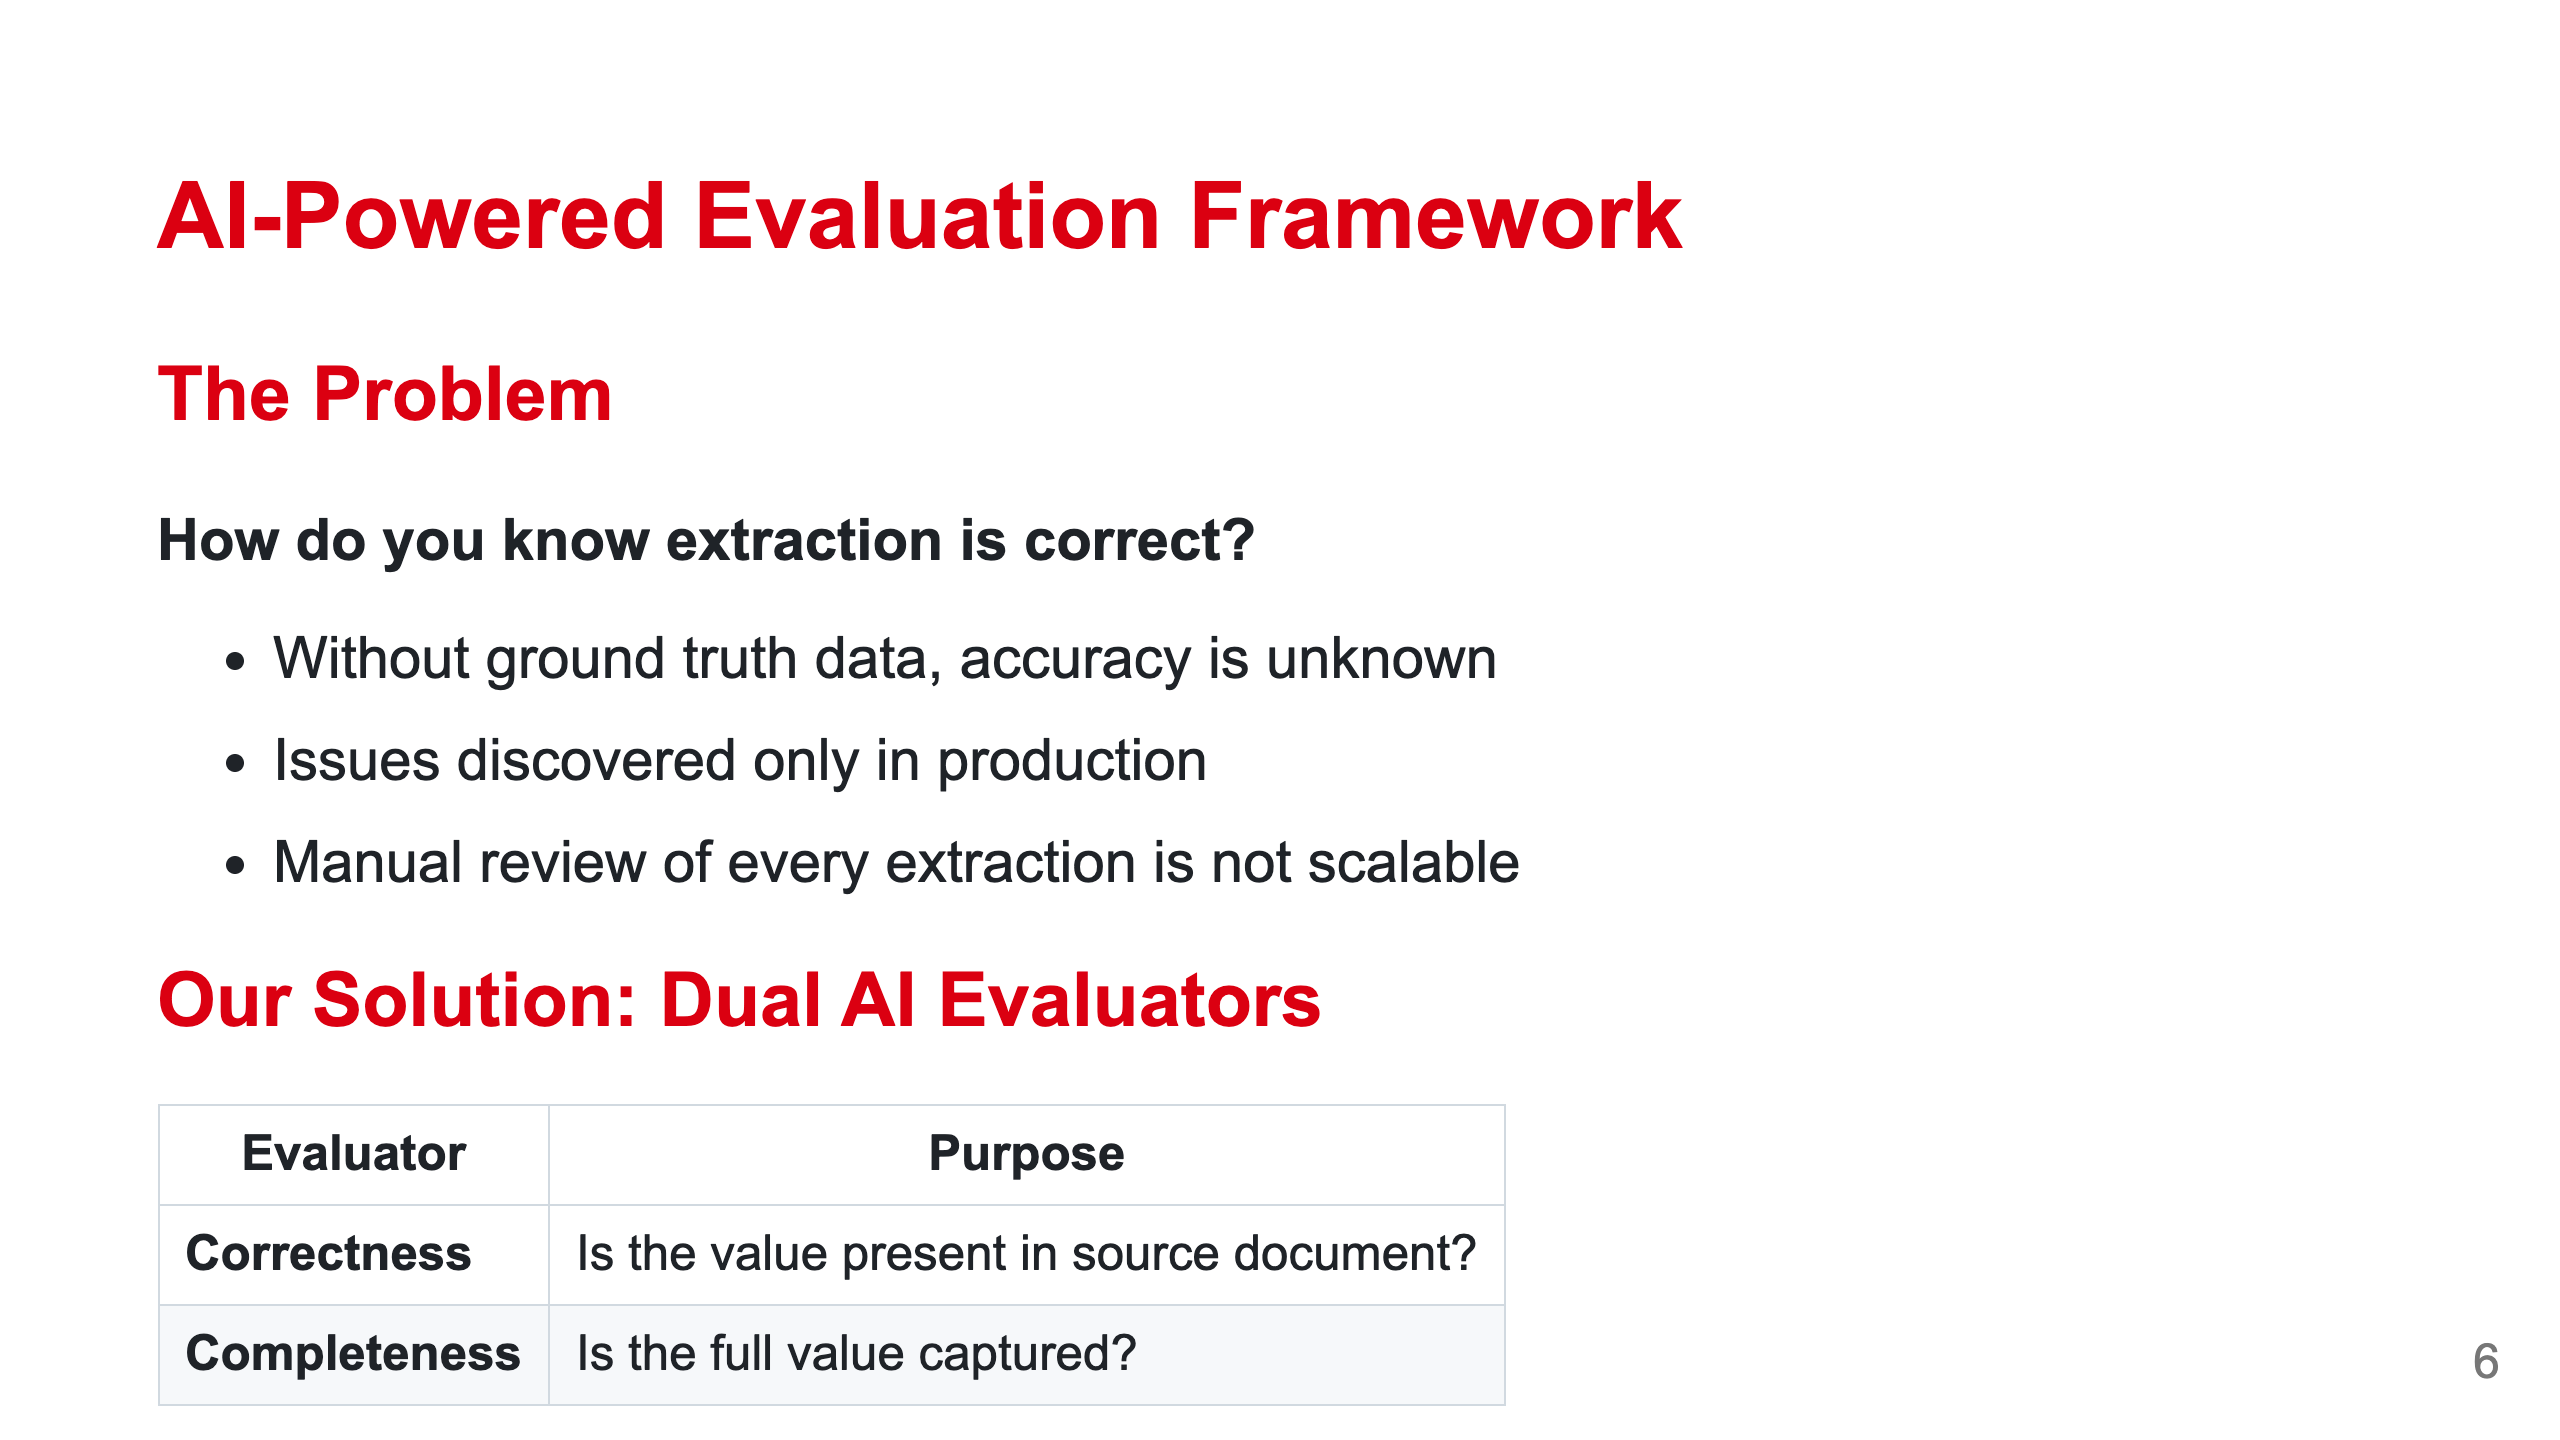 AI-Powered Evaluation Framework
The Problem
How do you know extraction is correct?
• Without ground truth data, accuracy is unknown
• Issues discovered only in production
• Manual review of every extraction is not scalable
Our Solution: Dual AI Evaluators
Evaluator Purpose
Correctness Is the value present in source document?
Completeness Is the full value captured?
6